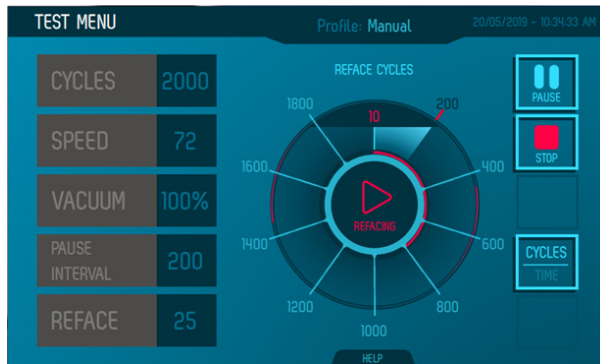 TEST MENU
Profile: Manual
20/05/2019 - 10:34:33 AM
CYCLES 2000
SPEED 72
VACUUM 100%
PAUSE
INTERVAL
200
REFACE 25
REFACE CYCLES
10
200
400
600
800
1000
1200
1400
1600
1800
REFACING
PAUSE
STOP
CYCLES
TIME
HELP